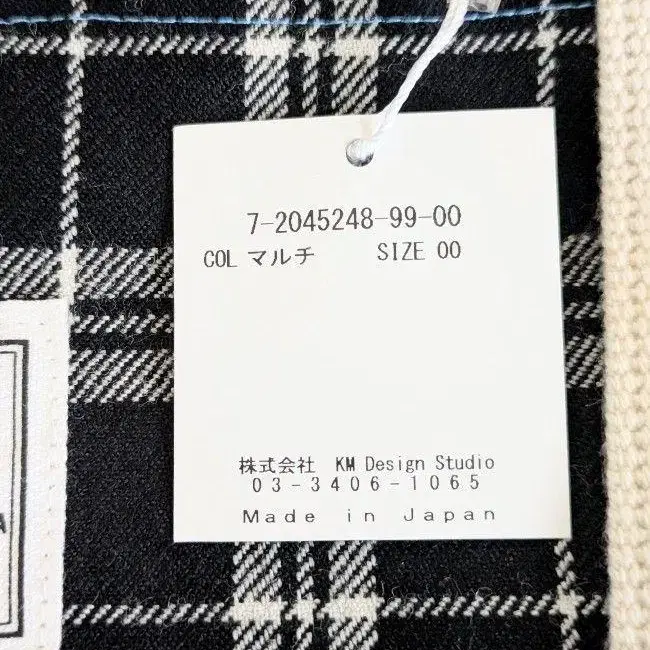 7-2045248-99-00
COL マルチ SIZE 00
株式会社 KM Design Studio
03-3406-1065
Made in Japan
A